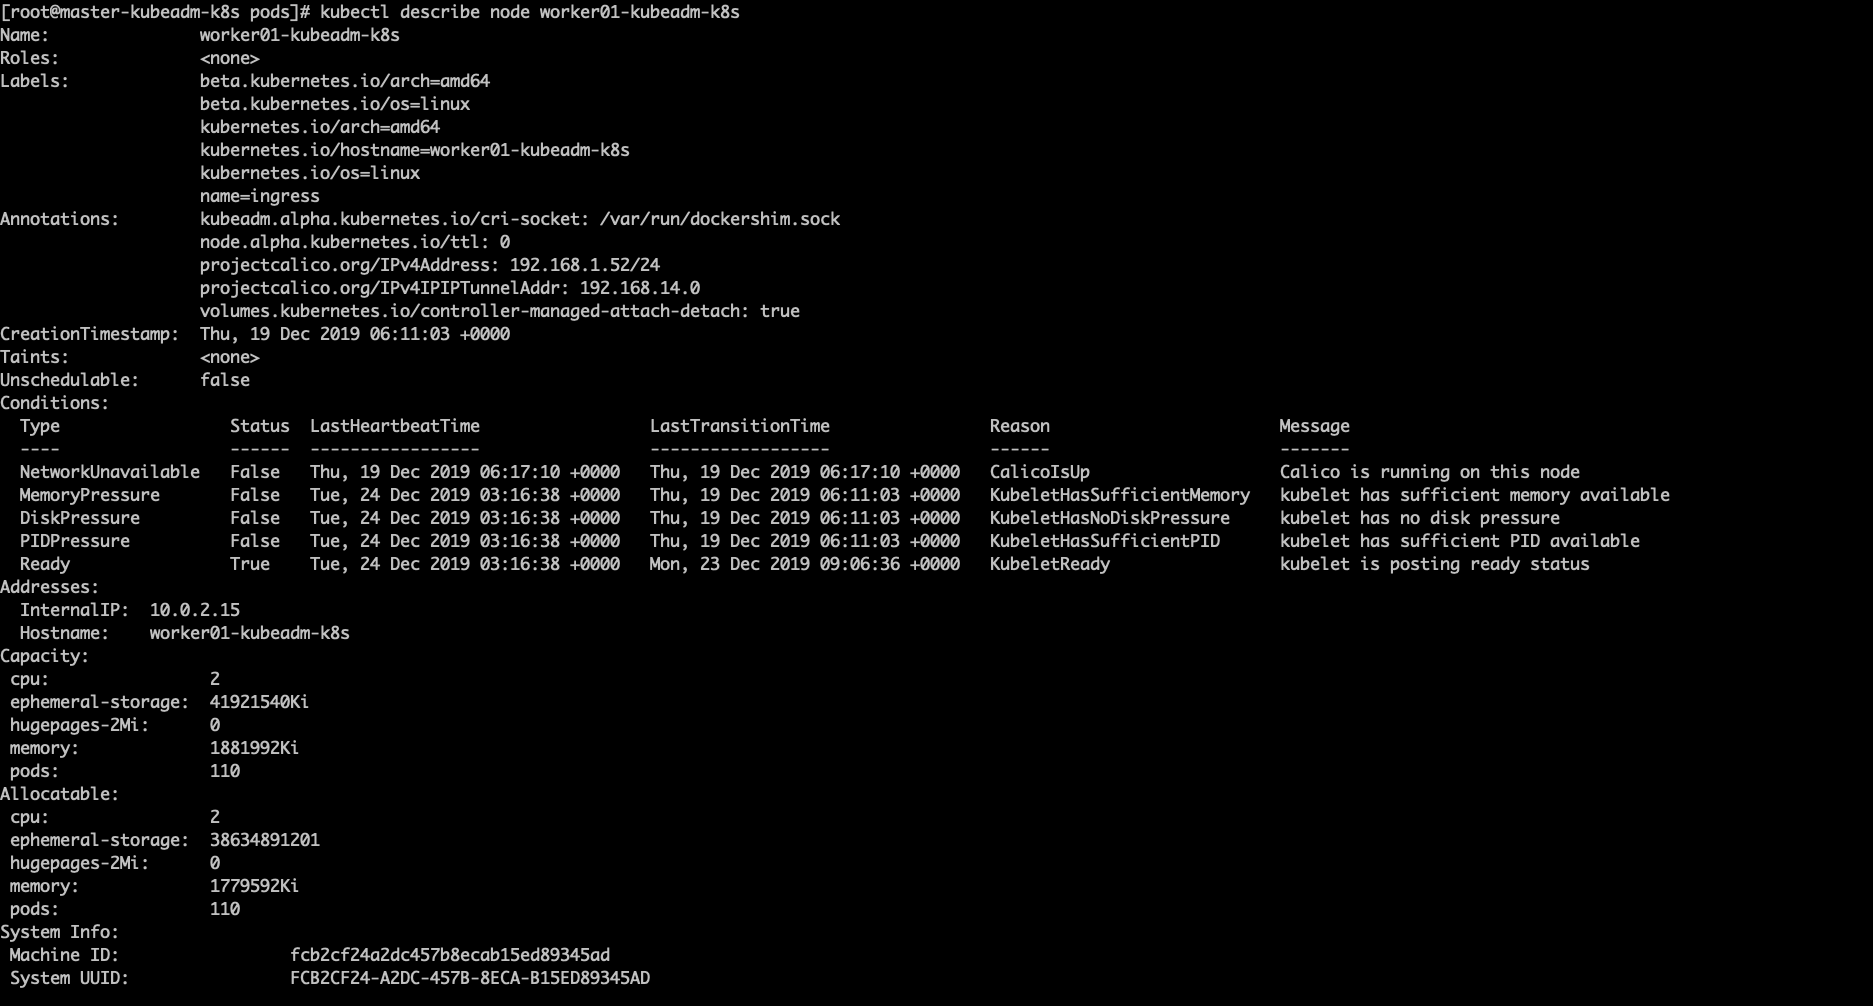 [root@master-kubeadm-k8s pods]# kubectl describe node worker01-kubeadm-k8s
Name:               worker01-kubeadm-k8s
Roles:              <none>
Labels:             beta.kubernetes.io/arch=amd64
                    beta.kubernetes.io/os=linux
                    kubernetes.io/arch=amd64
                    kubernetes.io/hostname=worker01-kubeadm-k8s
                    kubernetes.io/os=linux
                    name=ingress
Annotations:        kubeadm.alpha.kubernetes.io/cri-socket: /var/run/dockershim.sock
                    node.alpha.kubernetes.io/ttl: 0
                    projectcalico.org/IPv4Address: 192.168.1.52/24
                    projectcalico.org/IPv4IPIPTunnelAddr: 192.168.14.0
                    volumes.kubernetes.io/controller-managed-attach-detach: true
CreationTimestamp:  Thu, 19 Dec 2019 06:11:03 +0000
Taints:             <none>
Unschedulable:      false
Conditions:
  Type                 Status  LastHeartbeatTime                 LastTransitionTime                Reason                       Message
  ----                 ------  -----------------                 ------------------                ------                       -------
  NetworkUnavailable   False   Thu, 19 Dec 2019 06:17:10 +0000   Thu, 19 Dec 2019 06:17:10 +0000   CalicoIsUp                   Calico is running on this node
  MemoryPressure       False   Tue, 24 Dec 2019 03:16:38 +0000   Thu, 19 Dec 2019 06:11:03 +0000   KubeletHasSufficientMemory   kubelet has sufficient memory available
  DiskPressure         False   Tue, 24 Dec 2019 03:16:38 +0000   Thu, 19 Dec 2019 06:11:03 +0000   KubeletHasNoDiskPressure     kubelet has no disk pressure
  PIDPressure          False   Tue, 24 Dec 2019 03:16:38 +0000   Thu, 19 Dec 2019 06:11:03 +0000   KubeletHasSufficientPID      kubelet has sufficient PID available
  Ready                True    Tue, 24 Dec 2019 03:16:38 +0000   Mon, 23 Dec 2019 09:06:36 +0000   KubeletReady                 kubelet is posting ready status
Addresses:
  InternalIP:  10.0.2.15
  Hostname:    worker01-kubeadm-k8s
Capacity:
 cpu:                2
 ephemeral-storage:  41921540Ki
 hugepages-2Mi:      0
 memory:             1881992Ki
 pods:               110
Allocatable:
 cpu:                2
 ephemeral-storage:  38634891201
 hugepages-2Mi:      0
 memory:             1779592Ki
 pods:               110
System Info:
 Machine ID:                 fcb2cf24a2dc457b8ecab15ed89345ad
 System UUID:                FCB2CF24-A2DC-457B-8ECA-B15ED89345AD